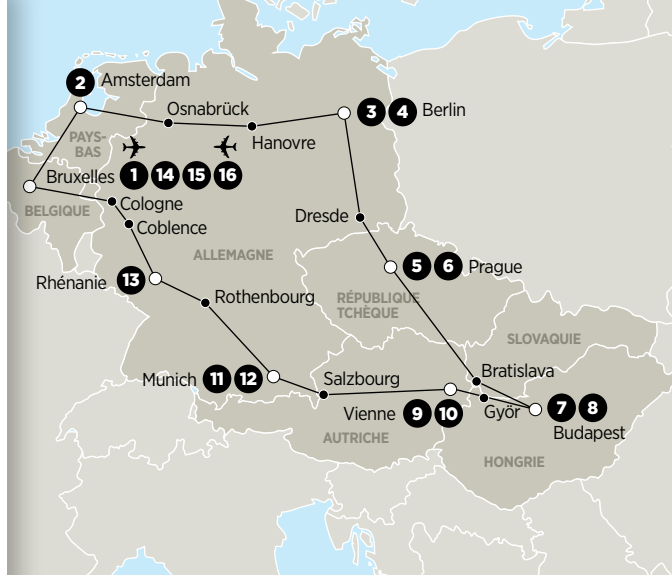 2 Amsterdam
Osnabrück
3 4 Berlin
Hanovre
PAYS-
BAS
Bruxelles 1 14 15 16
Cologne
BELGIQUE
Dresde
Coblence
ALLEMAGNE
5 6 Prague
Rhénanie 13
Rothenbourg
RÉPUBLIQUE
TCHÈQUE
SLOVAQUIE
Munich 11 12
Salzbourg
Bratislava
Vienne 9 10
Györ
7 8
Budapest
AUTRICHE
HONGRIE